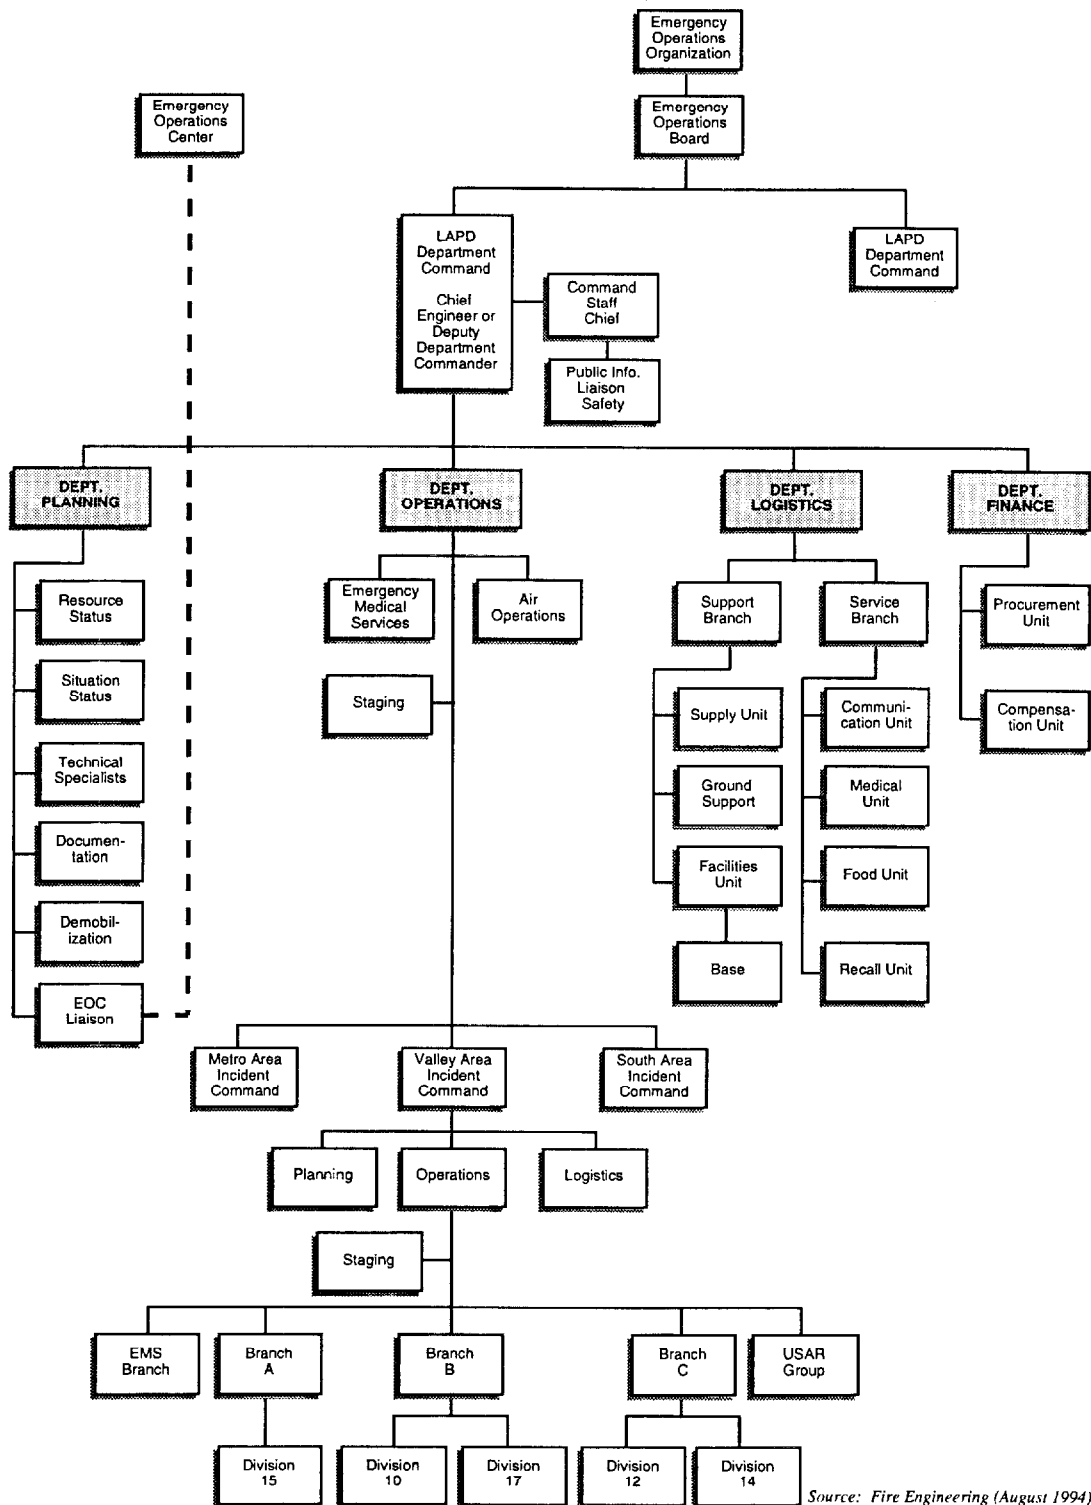 Emergency
Operations
Organization
Emergency
Operations
Center
Emergency
Operations
Board
LAPD
Department
Command
Chief
Engineer or
Deputy
Department
Commander
LAPD
Department
Command
Command
Staff
Chief
Public Info.
Liaison
Safety
DEPT.
PLANNING
DEPT.
OPERATIONS
DEPT.
LOGISTICS
DEPT.
FINANCE
Resource
Status
Situation
Status
Technical
Specialists
Documen-
tation
Demobil-
ization
EOC
Liaison
Emergency
Medical
Services
Air
Operations
Staging
Support
Branch
Service
Branch
Supply Unit
Ground
Support
Facilities
Unit
Base
Communi-
cation Unit
Medical
Unit
Food Unit
Recall Unit
Procurement
Unit
Compensa-
tion Unit
Metro Area
Incident
Command
Valley Area
Incident
Command
South Area
Incident
Command
Planning
Operations
Logistics
Staging
EMS
Branch
Branch
A
Branch
B
Branch
C
USAR
Group
Division
15
Division
10
Division
17
Division
12
Division
14
Source: Fire Engineering (August 1994)